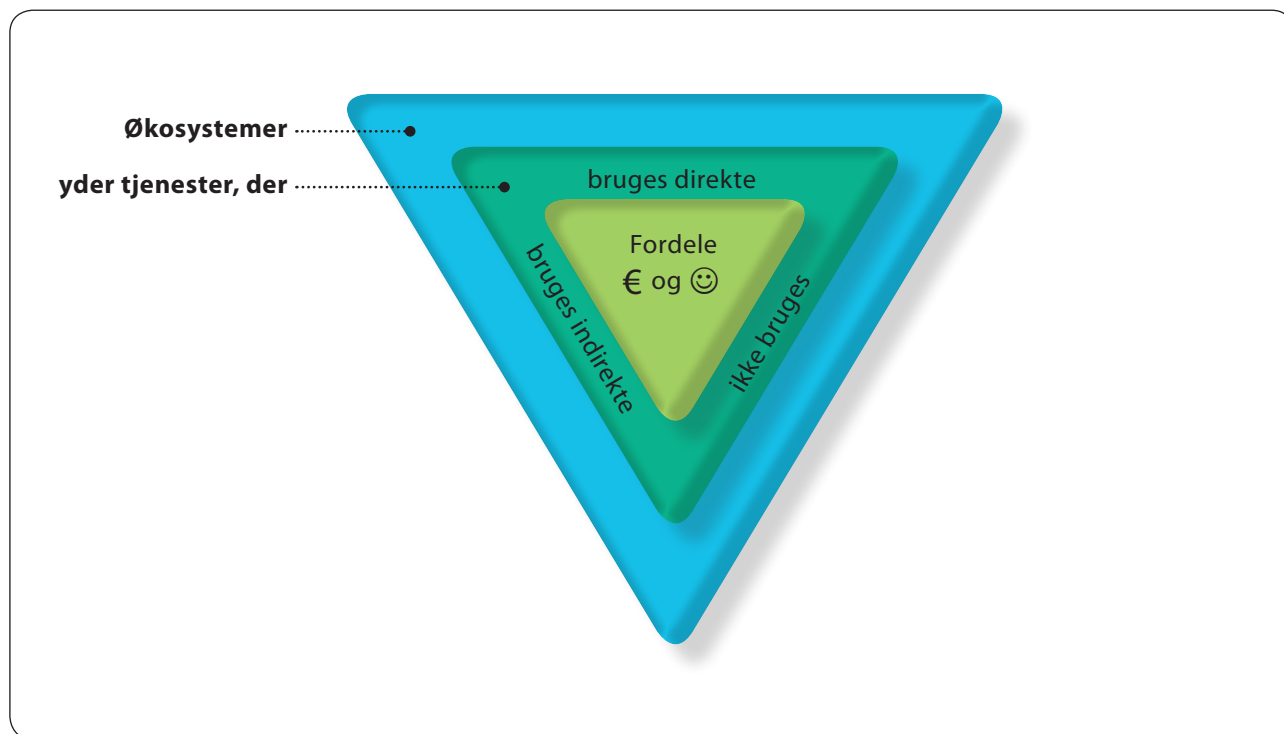 Økosystemer
yder tjenester, der
bruges direkte
Fordele
€ og ☺
bruges indirekte
ikke bruges